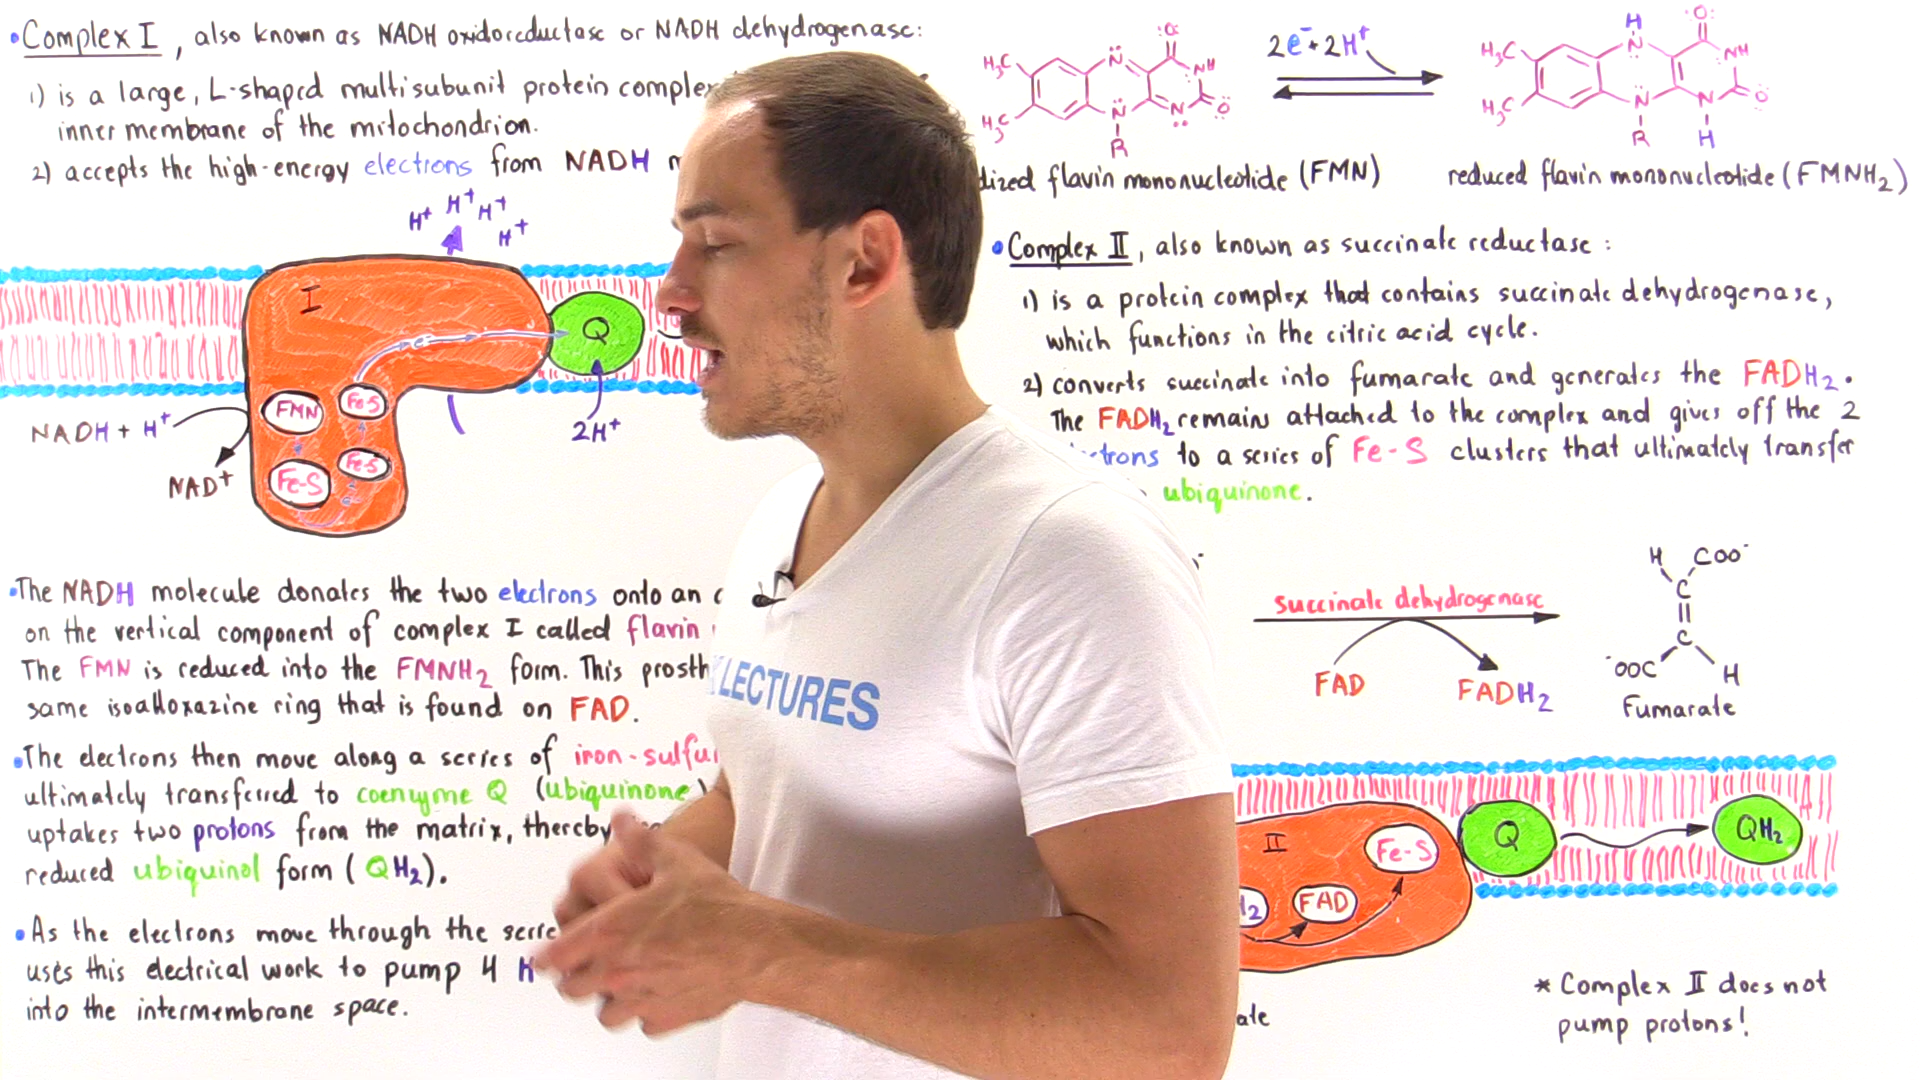 •Complex I, also known as NADH oxidoreductase or NADH dehydrogenase:
1) is a large, L-shaped multisubunit protein
inner membrane of the mitochondrion.
2) accepts the high-energy electrons from NADH
H+ H+ H+ H+
I
Q
FMN Fe-S
Fe-S Fe-S
e-
NADH + H+
NAD+
2H+
•The NADH molecule donates the two electrons onto an
on the vertical component of complex I called flavin
The FMN is reduced into the FMNH2 form. This
same isoalloxazine ring that is found on FAD.
•The electrons then move along a series of
ultimately transferred to coenzyme Q (ubiquinone)
uptakes two protons from the matrix, thereby
reduced ubiquinol form (QH2).
•As the electrons move through the
uses this electrical work to pump 4
into the intermembrane space.
LECTURES
H3C H3C N N R O NH N O
2e- + 2H+
H3C H3C H N N R O NH O N H
flavin mononucleotide (FMN)
reduced flavin mononucleotide (FMNH2)
•Complex II, also known as succinate reductase:
1) is a protein complex that contains succinate dehydrogenase,
which functions in the citric acid cycle.
2) converts succinate into fumarate and generates the FADH2.
The FADH2 remains attached to the complex and gives off the 2
to a series of Fe-S clusters that ultimately transfer
ubiquinone.
succinate dehydrogenase
FAD
FADH2
H COO-
C
C
-OOC H
Fumarate
II
Fe-S
FAD
Q
QH2
* Complex II does not
pump protons!